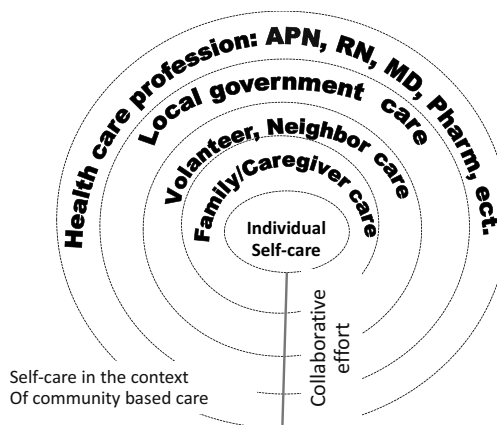 Health care profession: APN, RN, MD, Pharm, ect.
Local government care
Volanteer, Neighbor care
Family/Caregiver care
Individual
Self-care
Collaborative
effort
Self-care in the context
Of community based care